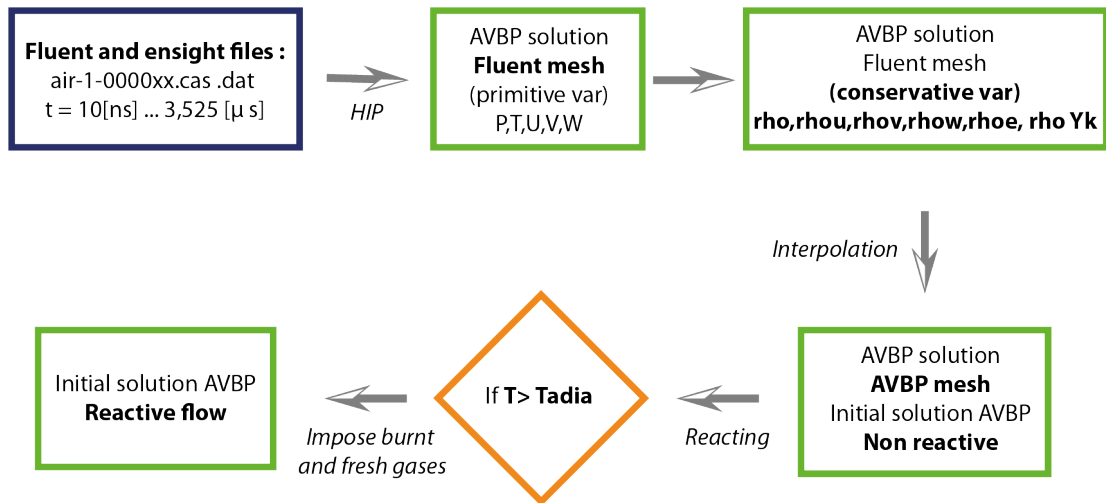 Fluent and ensight files :
air-1-0000xx.cas .dat
t = 10[ns] ... 3,525 [µ s]
HIP
AVBP solution
Fluent mesh
(primitive var)
P,T,U,V,W
AVBP solution
Fluent mesh
(conservative var)
rho,rhou,rhov,rhow,rhoe, rho Yk
Interpolation
AVBP solution
AVBP mesh
Initial solution AVBP
Non reactive
Reacting
If T> Tadia
Impose burnt
and fresh gases
Initial solution AVBP
Reactive flow